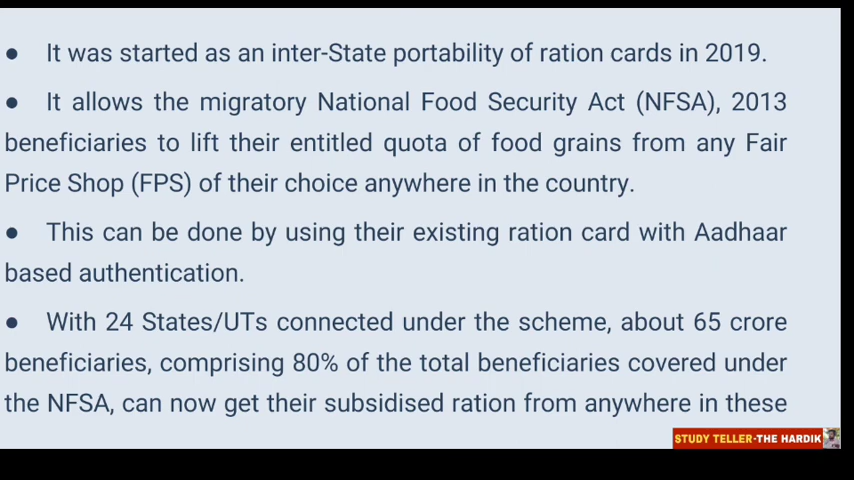 ● It was started as an inter-State portability of ration cards in 2019.
● It allows the migratory National Food Security Act (NFSA), 2013
beneficiaries to lift their entitled quota of food grains from any Fair
Price Shop (FPS) of their choice anywhere in the country.
● This can be done by using their existing ration card with Aadhaar
based authentication.
● With 24 States/UTs connected under the scheme, about 65 crore
beneficiaries, comprising 80% of the total beneficiaries covered under
the NFSA, can now get their subsidised ration from anywhere in these
STUDY TELLER-THE HARDIK